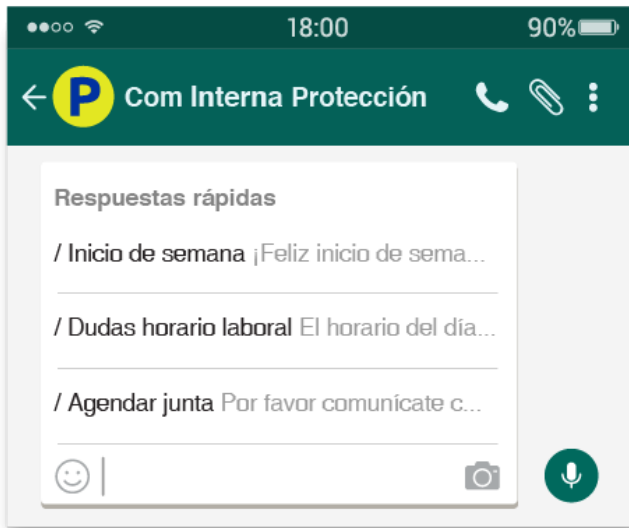 18:00
90%
P Com Interna Protección
Respuestas rápidas
/ Inicio de semana ¡Feliz inicio de sema...
/ Dudas horario laboral El horario del día...
/ Agendar junta Por favor comunícate c...